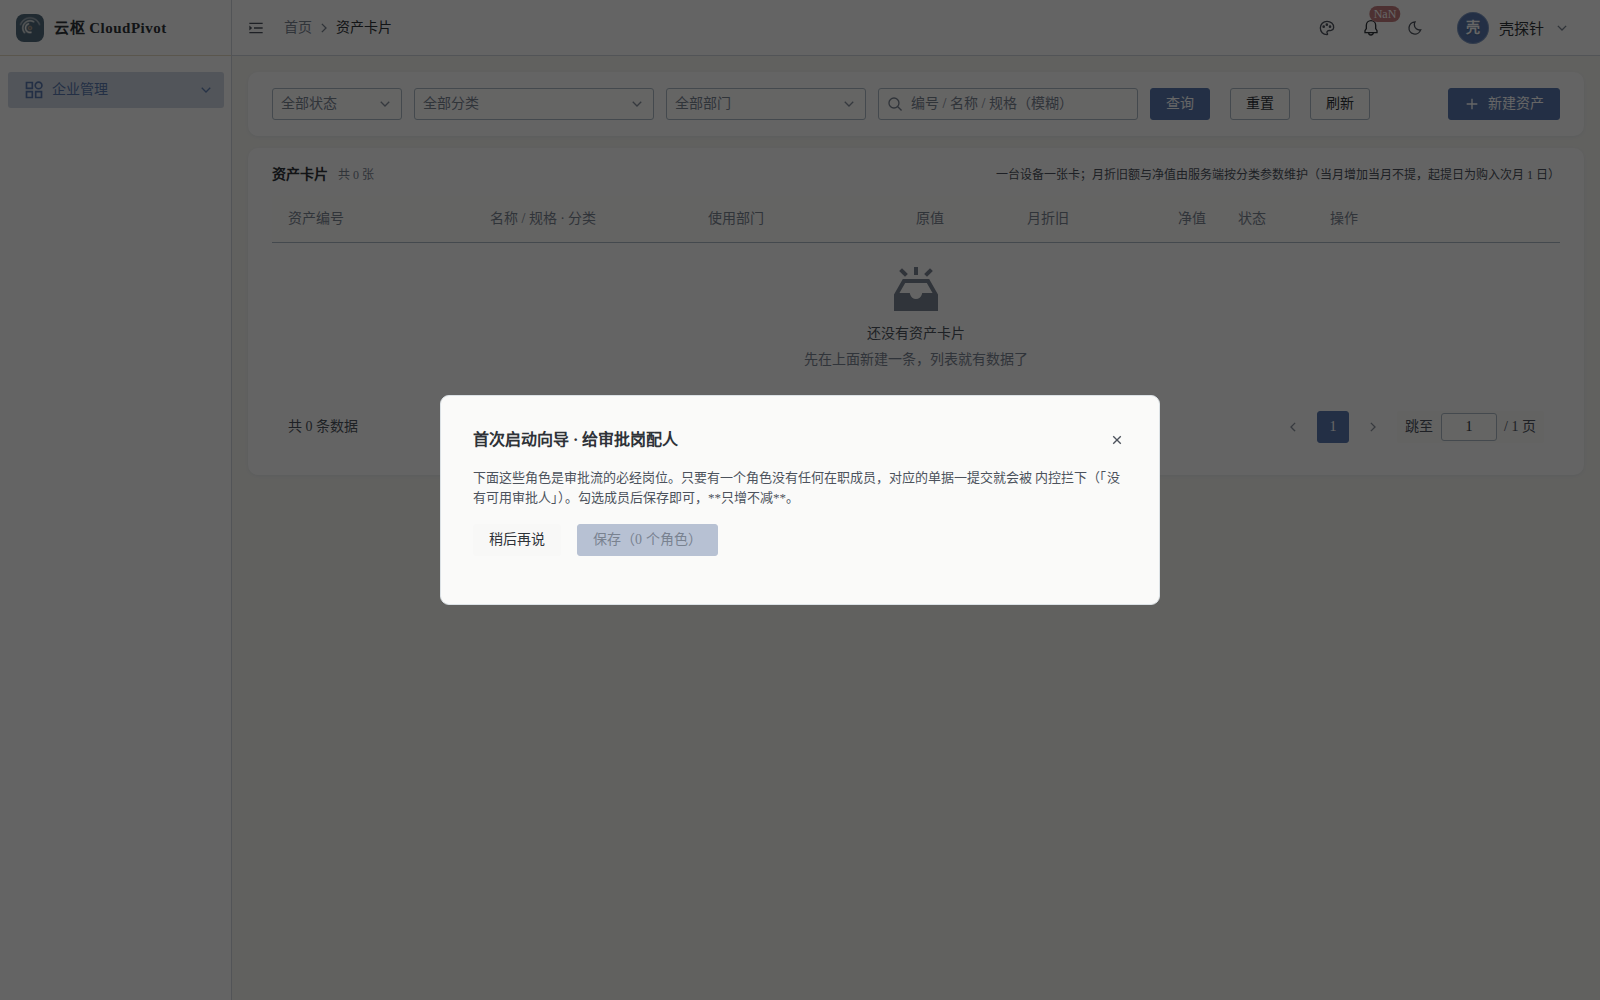 云枢 CloudPivot
首页 > 资产卡片
NaN
壳
壳探针
企业管理
全部状态
全部分类
全部部门
编号 / 名称 / 规格（模糊）
查询
重置
刷新
新建资产
资产卡片 共 0 张
一台设备一张卡；月折旧额与净值由服务端按分类参数维护（当月增加当月不提，起提日为购入次月 1 日）
资产编号 名称 / 规格 · 分类 使用部门 原值 月折旧 净值 状态 操作
还没有资产卡片
先在上面新建一条，列表就有数据了
共 0 条数据
1
跳至 1 / 1 页
首次启动向导 · 给审批岗配人
下面这些角色是审批流的必经岗位。只要有一个角色没有任何在职成员，对应的单据一提交就会被 内控拦下（「没
有可用审批人」）。勾选成员后保存即可，**只增不减**。
稍后再说
保存（0 个角色）